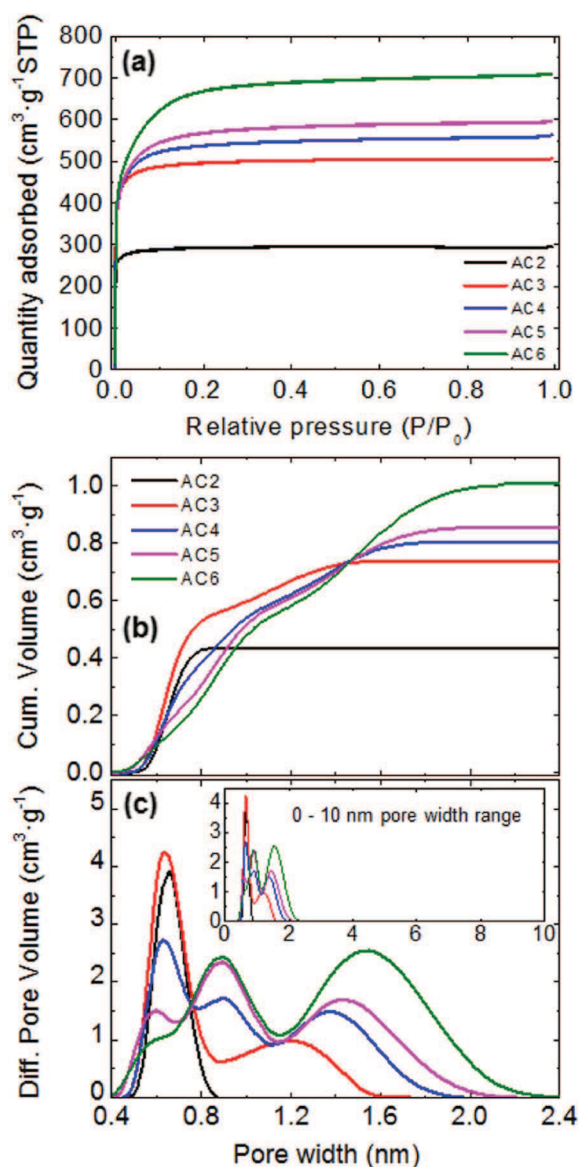 (a)
Quantity adsorbed (cm³·g⁻¹STP)
800
700
600
500
400
300
200
100
0
AC2
AC3
AC4
AC5
AC6
0.0 0.2 0.4 0.6 0.8 1.0
Relative pressure (P/P₀)
(b)
Cum. Volume (cm³·g⁻¹)
1.0
0.8
0.6
0.4
0.2
0.0
AC2
AC3
AC4
AC5
AC6
(c)
Diff. Pore Volume (cm³·g⁻¹)
5
4
3
2
1
0
0 - 10 nm pore width range
4
3
2
1
0
0 2 4 6 8 10
0.4 0.8 1.2 1.6 2.0 2.4
Pore width (nm)